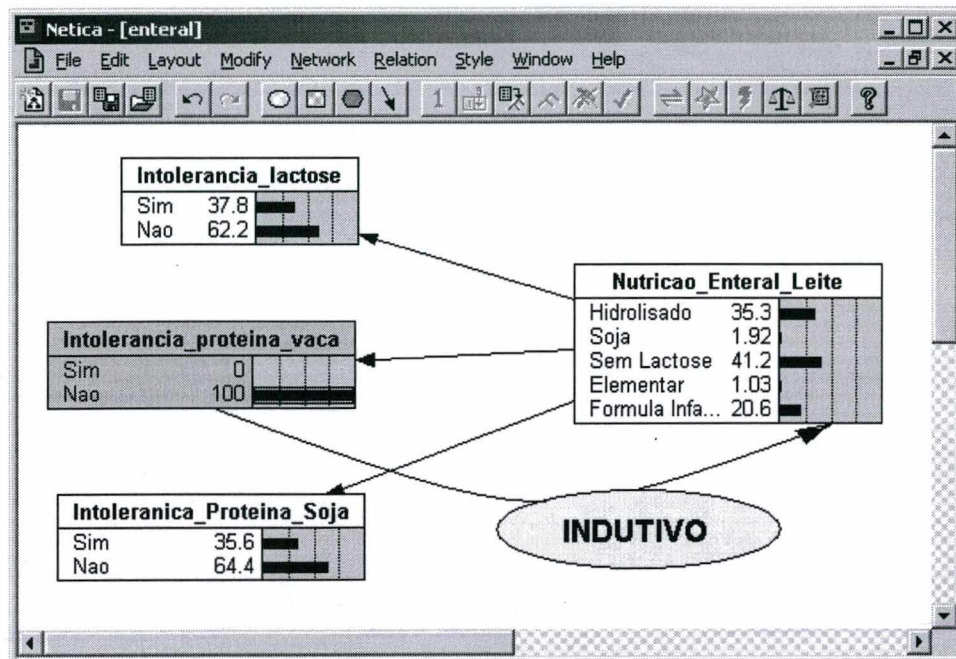 Netica - [enteral]
File Edit Layout Modify Network Relation Style Window Help
1 ?
Intolerancia_lactose
Sim 37.8
Nao 62.2
Nutricao_Enteral_Leite
Hidrolisado 35.3
Soja 1.92
Sem Lactose 41.2
Elementar 1.03
Formula Infa... 20.6
Intolerancia_proteina_vaca
Sim 0
Nao 100
Intoleranica_Proteina_Soja
Sim 35.6
Nao 64.4
INDUTIVO